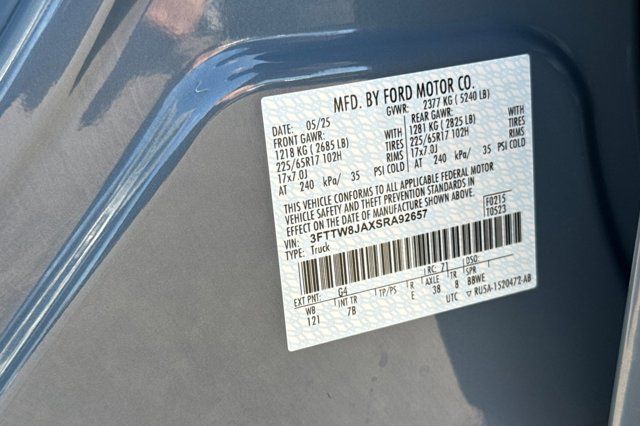 MFD. BY FORD MOTOR CO.
DATE: 05/25 GVWR: 2377 KG ( 5240 LB)
FRONT GAWR: REAR GAWR:
1218 KG ( 2685 LB) WITH 1281 KG ( 2825 LB) WITH
225/65R17 102H TIRES 225/65R17 102H TIRES
17x7.0J RIMS 17x7.0J RIMS
AT 240 kPa/ 35 PSI COLD AT 240 kPa/ 35 PSI COLD
THIS VEHICLE CONFORMS TO ALL APPLICABLE FEDERAL MOTOR
VEHICLE SAFETY AND THEFT PREVENTION STANDARDS IN
EFFECT ON THE DATE OF MANUFACTURE SHOWN ABOVE.
VIN: 3FTTW8JAXSRA92657 F0215
TYPE: Truck T0523
EXT PNT: G4 RC: 21 DSO:
WB INT TR TP/PS R AXLE TR SPR
121 7B E 38 8 BBWE
UTC ▽ RU5A-1520472-AB